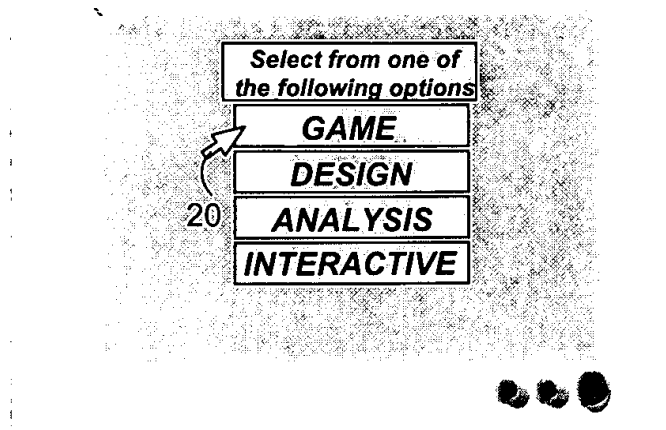 Select from one of
the following options
GAME
DESIGN
20
ANALYSIS
INTERACTIVE